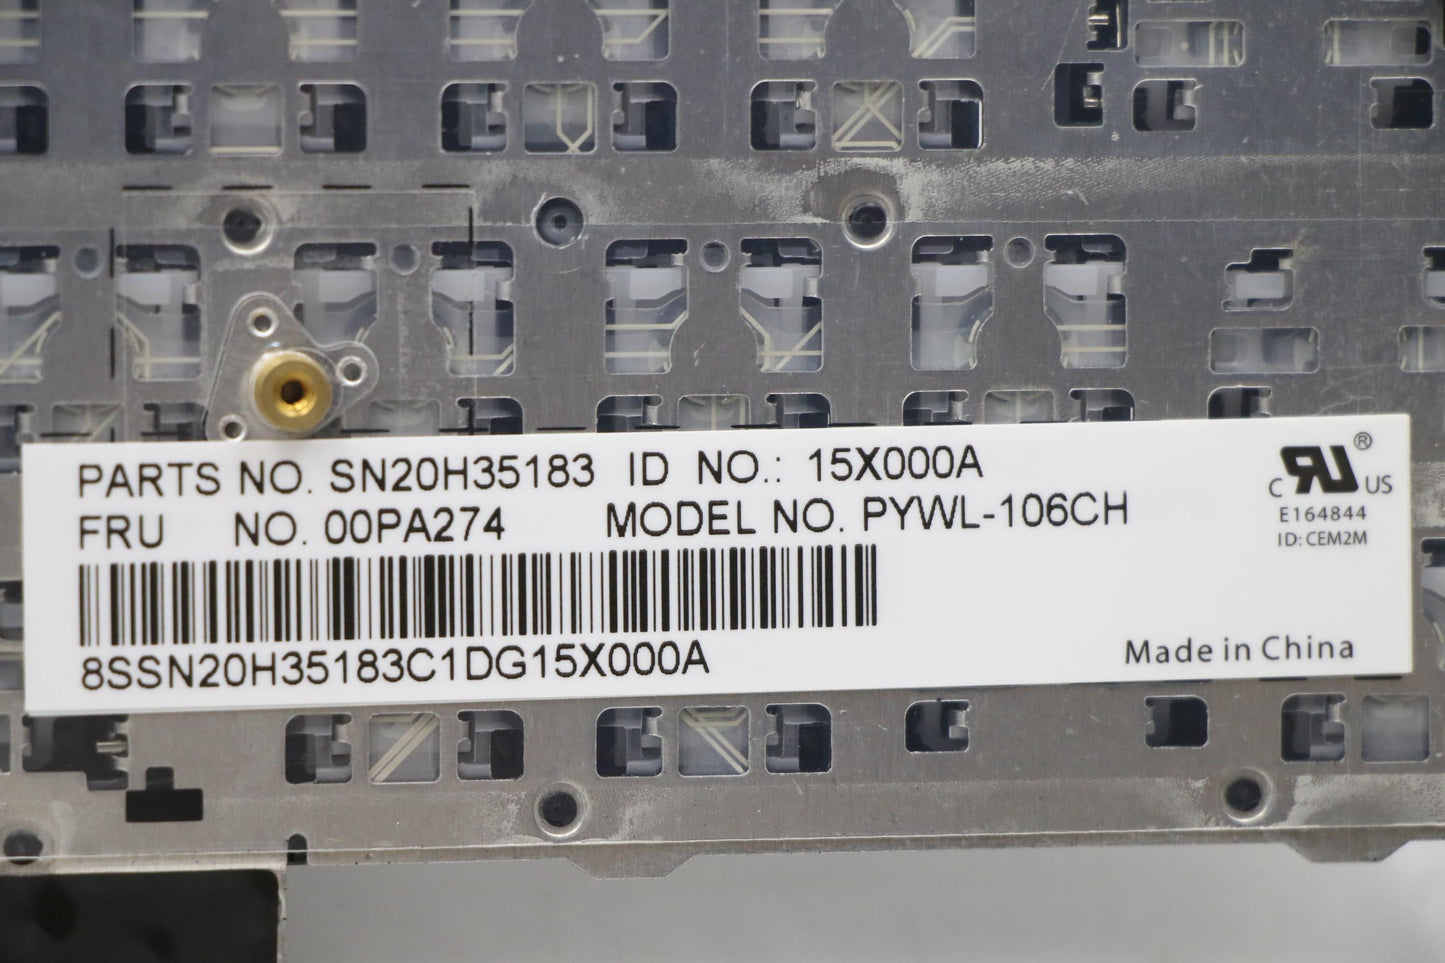 PARTS NO. SN20H35183 ID NO.: 15X000A
FRU NO. 00PA274 MODEL NO. PYWL-106CH
8SSN20H35183C1DG15X000A
C RU ® US
E164844
ID: CEM2M
Made in China